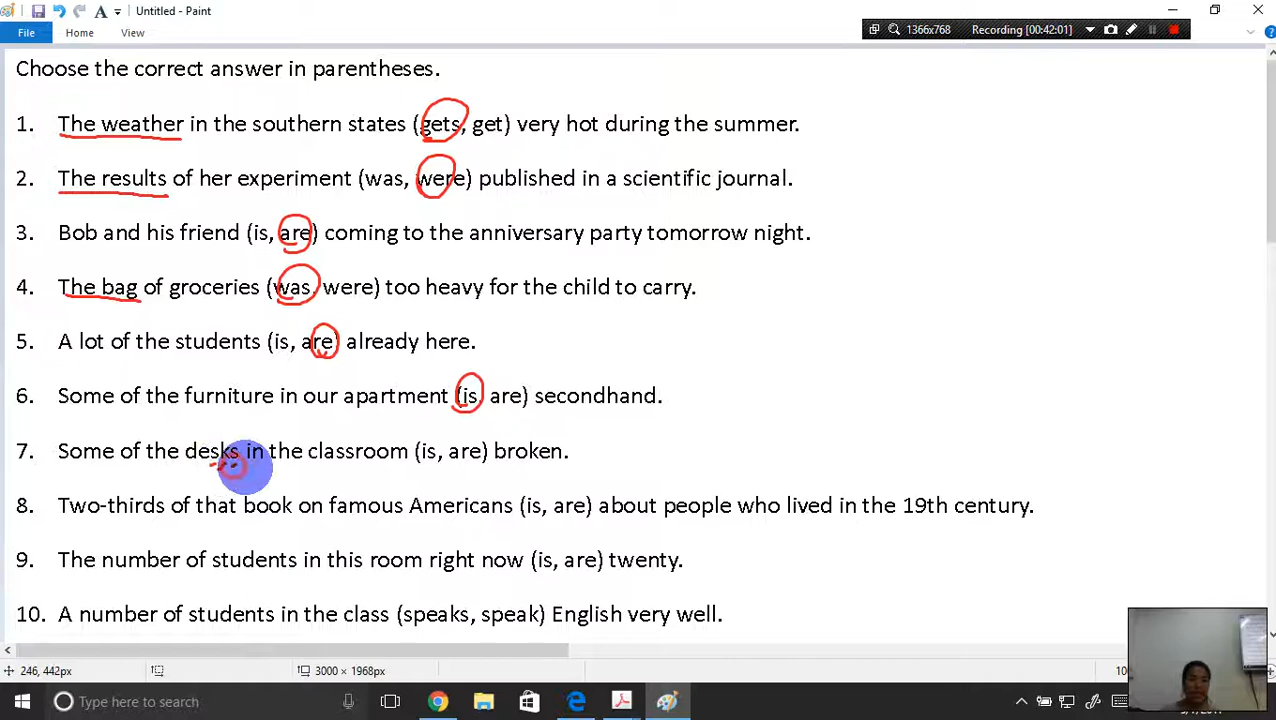 Untitled - Paint
1366x768 Recording [00:42:01]
File Home View
Choose the correct answer in parentheses.
1. The weather in the southern states (gets, get) very hot during the summer.
2. The results of her experiment (was, were) published in a scientific journal.
3. Bob and his friend (is, are) coming to the anniversary party tomorrow night.
4. The bag of groceries (was, were) too heavy for the child to carry.
5. A lot of the students (is, are) already here.
6. Some of the furniture in our apartment (is, are) secondhand.
7. Some of the desks in the classroom (is, are) broken.
8. Two-thirds of that book on famous Americans (is, are) about people who lived in the 19th century.
9. The number of students in this room right now (is, are) twenty.
10. A number of students in the class (speaks, speak) English very well.
246, 442px 3000 × 1968px
Type here to search